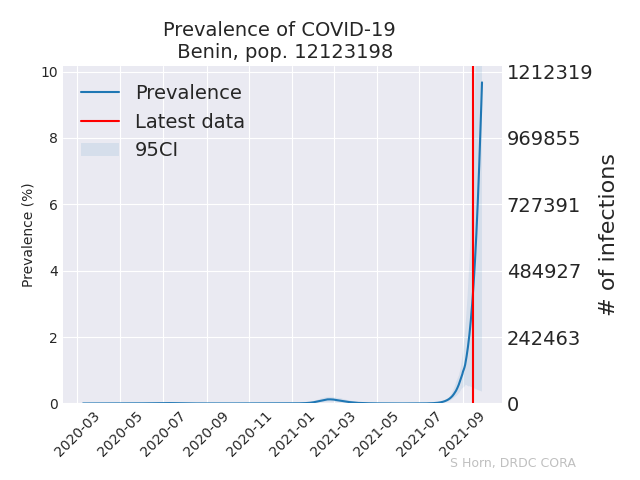 Prevalence of COVID-19
Benin, pop. 12123198
Prevalence
Latest data
95CI
Prevalence (%)
10
8
6
4
2
0
1212319
969855
727391
484927
242463
0
# of infections
2020-03
2020-05
2020-07
2020-09
2020-11
2021-01
2021-03
2021-05
2021-07
2021-09
S Horn, DRDC CORA